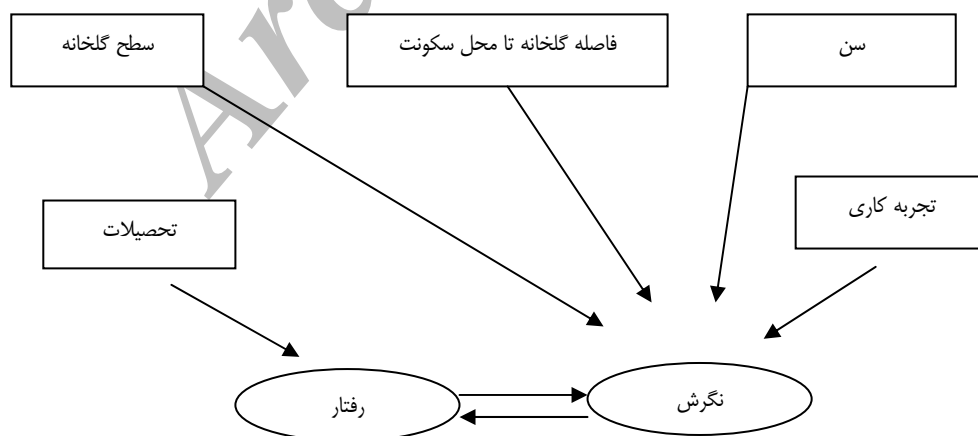 سن
فاصله گلخانه تا محل سکونت
سطح گلخانه
تجربه کاری
تحصیلات
نگرش
رفتار